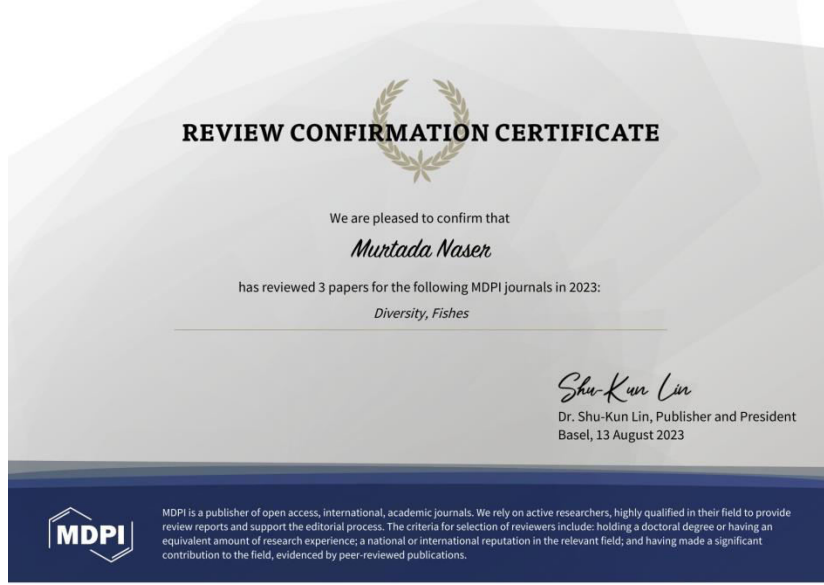 REVIEW CONFIRMATION CERTIFICATE
We are pleased to confirm that
Murtada Naser
has reviewed 3 papers for the following MDPI journals in 2023:
Diversity, Fishes
Shu-Kun Lin
Dr. Shu-Kun Lin, Publisher and President
Basel, 13 August 2023
MDPI
MDPI is a publisher of open access, international, academic journals. We rely on active researchers, highly qualified in their field to provide
review reports and support the editorial process. The criteria for selection of reviewers include: holding a doctoral degree or having an
equivalent amount of research experience; a national or international reputation in the relevant field; and having made a significant
contribution to the field, evidenced by peer-reviewed publications.